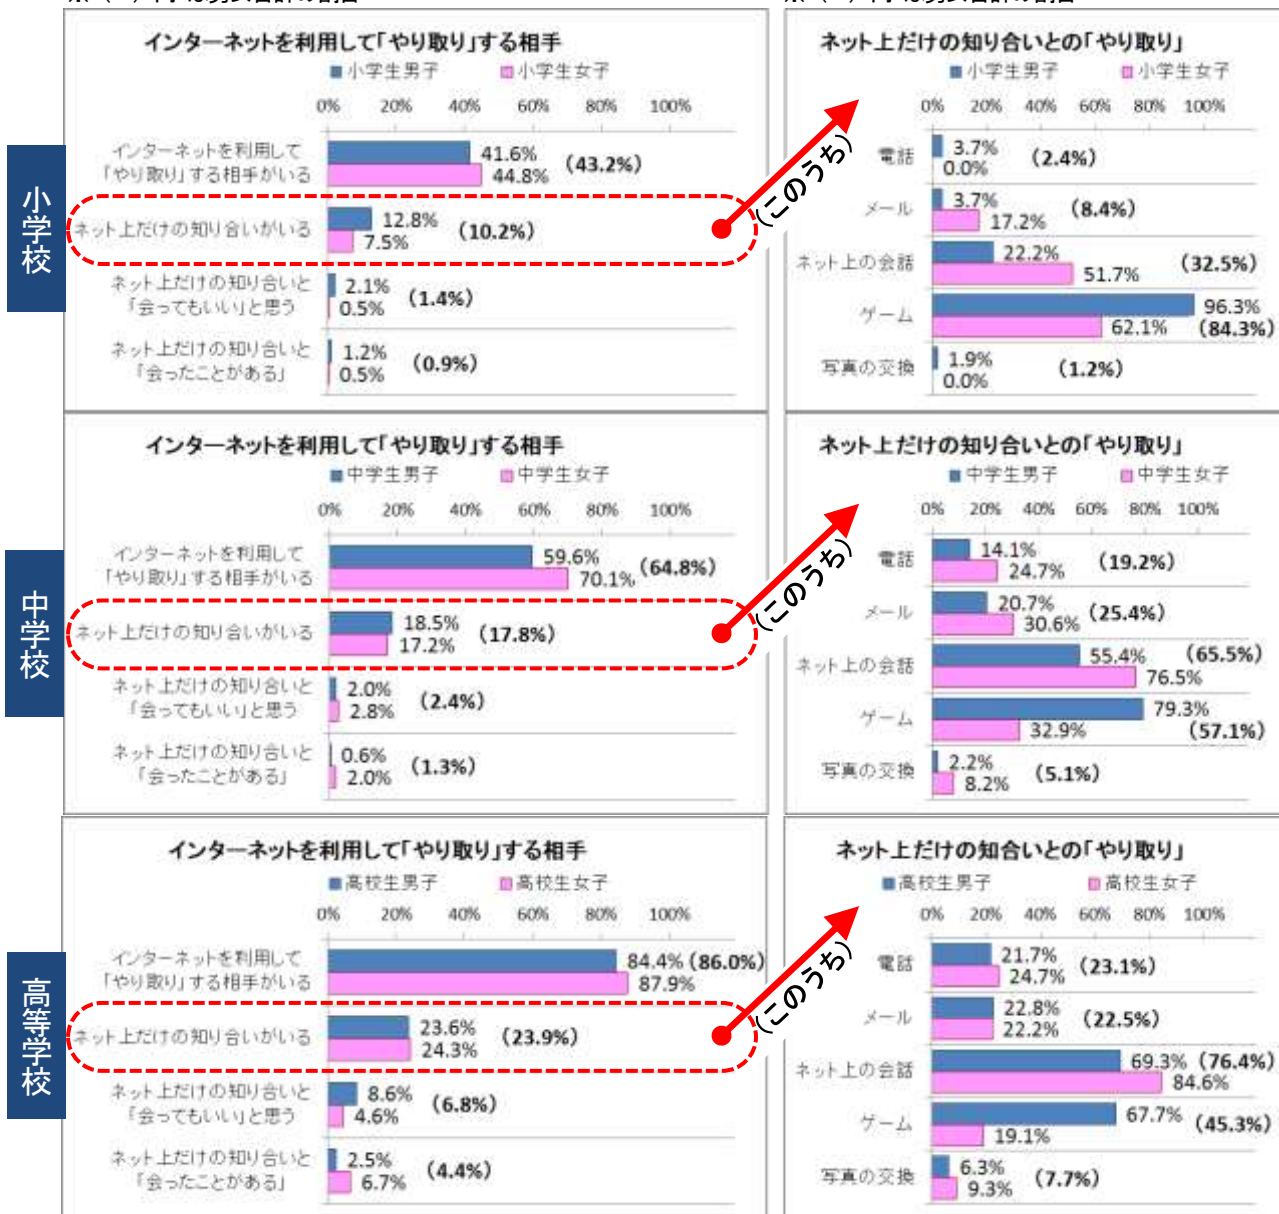 小学校
インターネットを利用して「やり取り」する相手
■小学生男子 ■小学生女子
0% 20% 40% 60% 80% 100%
インターネットを利用して
「やり取り」する相手がいる
41.6%
44.8%
(43.2%)
ネット上だけの知り合いがいる
12.8%
7.5%
(10.2%)
ネット上だけの知り合いと
「会ってもいい」と思う
2.1%
0.5%
(1.4%)
ネット上だけの知り合いと
「会ったことがある」
1.2%
0.5%
(0.9%)
(このうち)
ネット上だけの知り合いとの「やり取り」
■小学生男子 ■小学生女子
0% 20% 40% 60% 80% 100%
電話
3.7%
0.0%
(2.4%)
メール
3.7%
17.2%
(8.4%)
ネット上の会話
22.2%
51.7%
(32.5%)
ゲーム
96.3%
62.1%
(84.3%)
写真の交換
1.9%
0.0%
(1.2%)
中学校
インターネットを利用して「やり取り」する相手
■中学生男子 ■中学生女子
0% 20% 40% 60% 80% 100%
インターネットを利用して
「やり取り」する相手がいる
59.6%
70.1%
(64.8%)
ネット上だけの知り合いがいる
18.5%
17.2%
(17.8%)
ネット上だけの知り合いと
「会ってもいい」と思う
2.0%
2.8%
(2.4%)
ネット上だけの知り合いと
「会ったことがある」
0.6%
2.0%
(1.3%)
(このうち)
ネット上だけの知り合いとの「やり取り」
■中学生男子 ■中学生女子
0% 20% 40% 60% 80% 100%
電話
14.1%
24.7%
(19.2%)
メール
20.7%
30.6%
(25.4%)
ネット上の会話
55.4%
76.5%
(65.5%)
ゲーム
79.3%
32.9%
(57.1%)
写真の交換
2.2%
8.2%
(5.1%)
高等学校
インターネットを利用して「やり取り」する相手
■高校生男子 ■高校生女子
0% 20% 40% 60% 80% 100%
インターネットを利用して
「やり取り」する相手がいる
84.4%
87.9%
(86.0%)
ネット上だけの知り合いがいる
23.6%
24.3%
(23.9%)
ネット上だけの知り合いと
「会ってもいい」と思う
8.6%
4.6%
(6.8%)
ネット上だけの知り合いと
「会ったことがある」
2.5%
6.7%
(4.4%)
(このうち)
ネット上だけの知合いとの「やり取り」
■高校生男子 ■高校生女子
0% 20% 40% 60% 80% 100%
電話
21.7%
24.7%
(23.1%)
メール
22.8%
22.2%
(22.5%)
ネット上の会話
69.3%
84.6%
(76.4%)
ゲーム
67.7%
19.1%
(45.3%)
写真の交換
6.3%
9.3%
(7.7%)